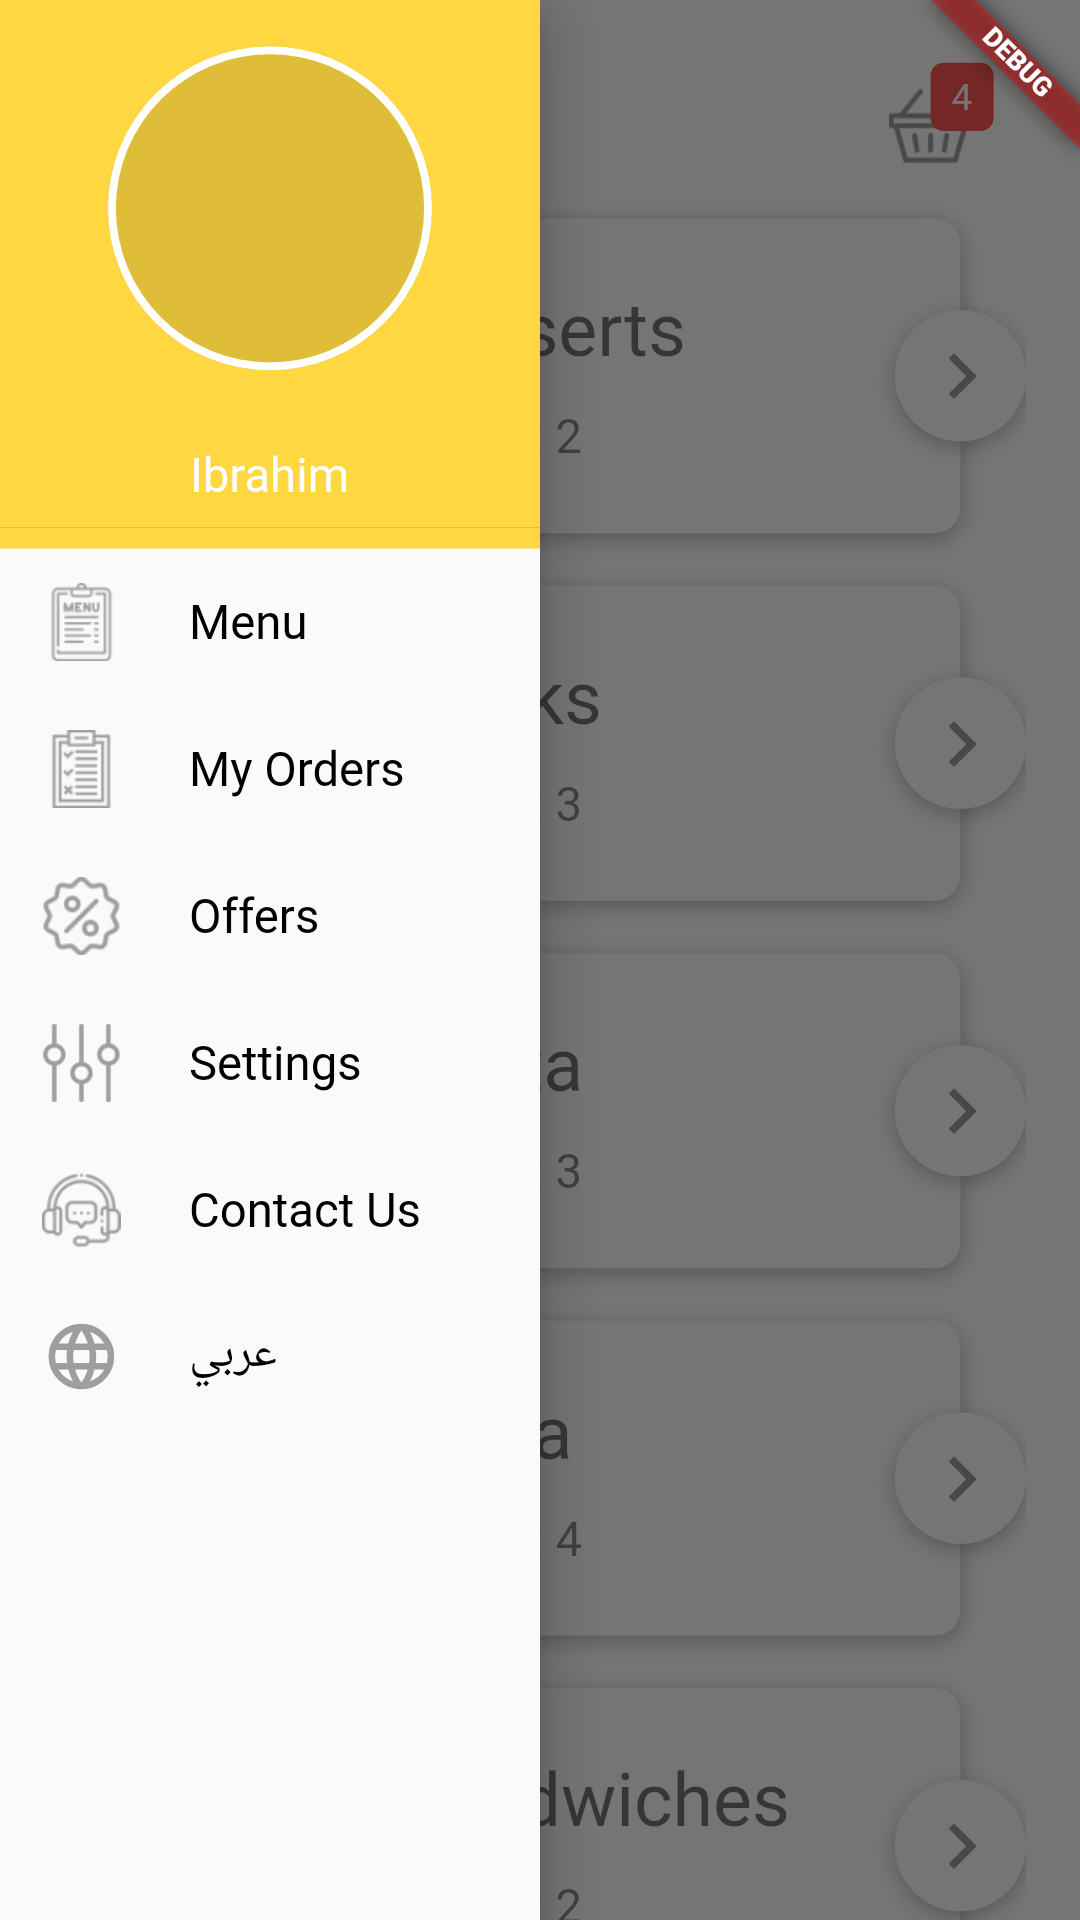 DEBUG
4
Ibrahim
MENU
Menu
My Orders
Offers
Settings
Contact Us
عربي
serts
: 2
ks
: 3
za
: 3
a
: 4
dwiches
: 2